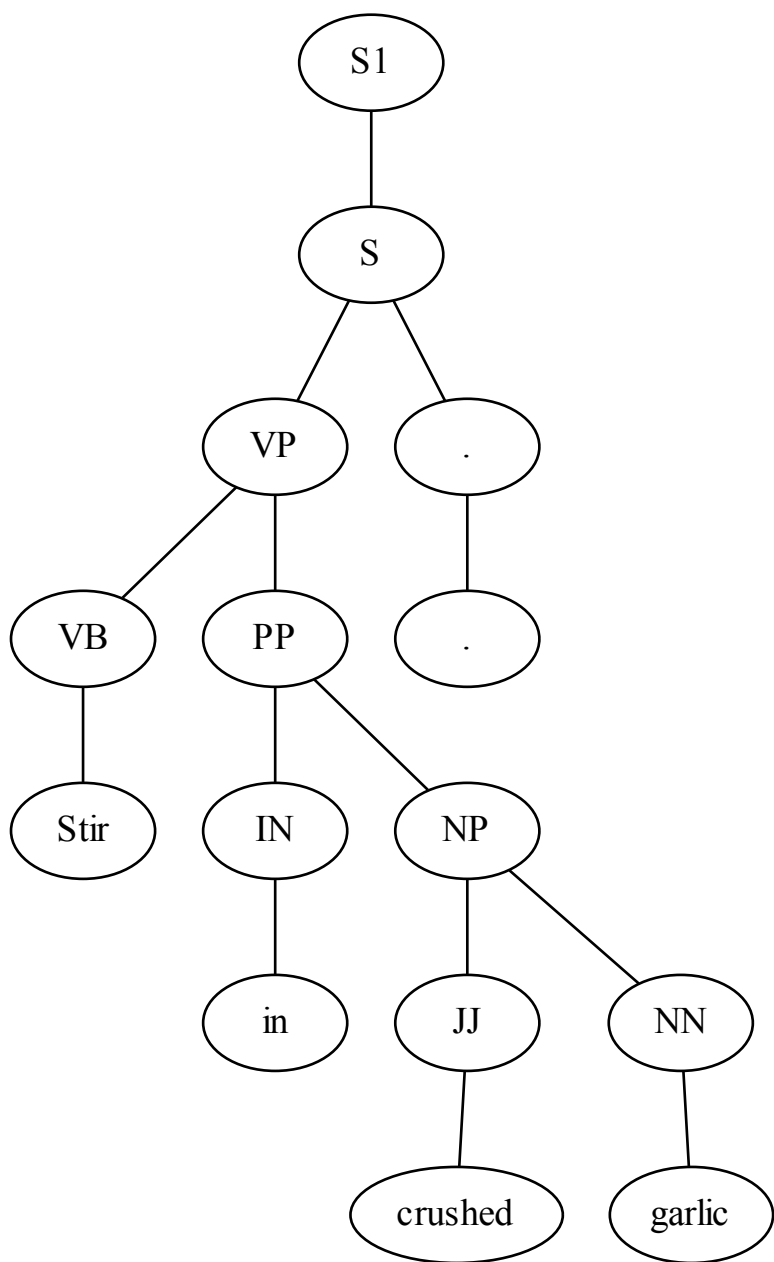 S1
S
VP .
VB PP .
Stir IN NP
in JJ NN
crushed garlic